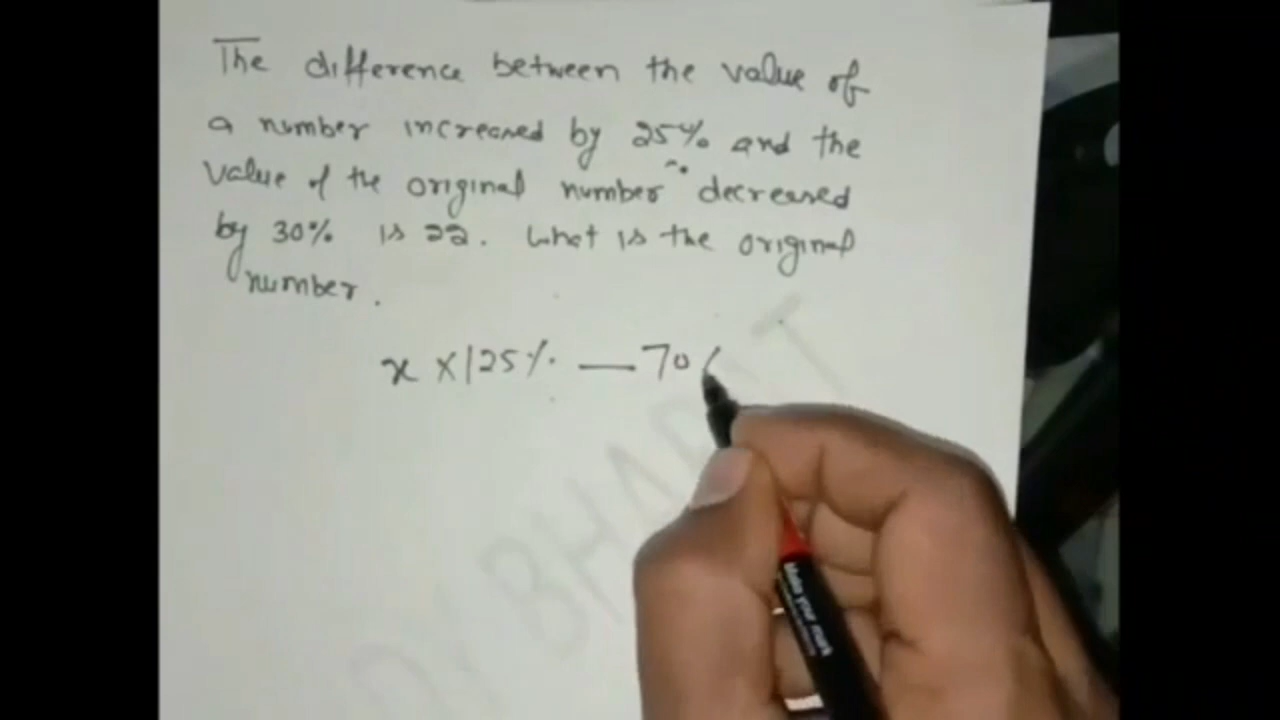 The difference between the value of
a number increased by 25% and the
value of the original number decreased
by 30% is 22. What is the original
number.
x X 125% — 70